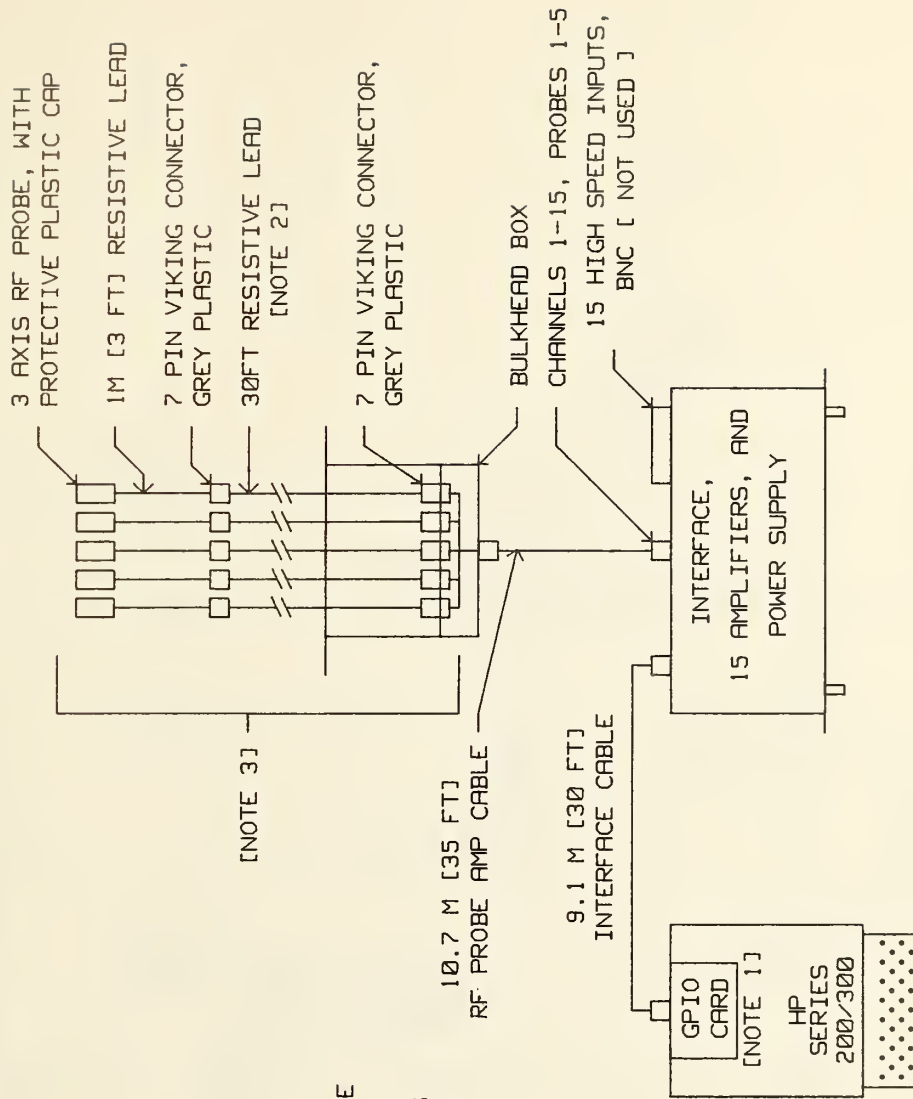 3 AXIS RF PROBE, WITH
PROTECTIVE PLASTIC CAP
1M [3 FT] RESISTIVE LEAD
7 PIN VIKING CONNECTOR,
GREY PLASTIC
30FT RESISTIVE LEAD
[NOTE 2]
7 PIN VIKING CONNECTOR,
GREY PLASTIC
BULKHEAD BOX
CHANNELS 1-15, PROBES 1-5
15 HIGH SPEED INPUTS,
BNC [ NOT USED ]
[NOTE 3]
10.7 M [35 FT]
RF PROBE AMP CABLE
9.1 M [30 FT]
INTERFACE CABLE
INTERFACE,
15 AMPLIFIERS, AND
POWER SUPPLY
GPIO
CARD
[NOTE 1]
HP
SERIES
200/300
E